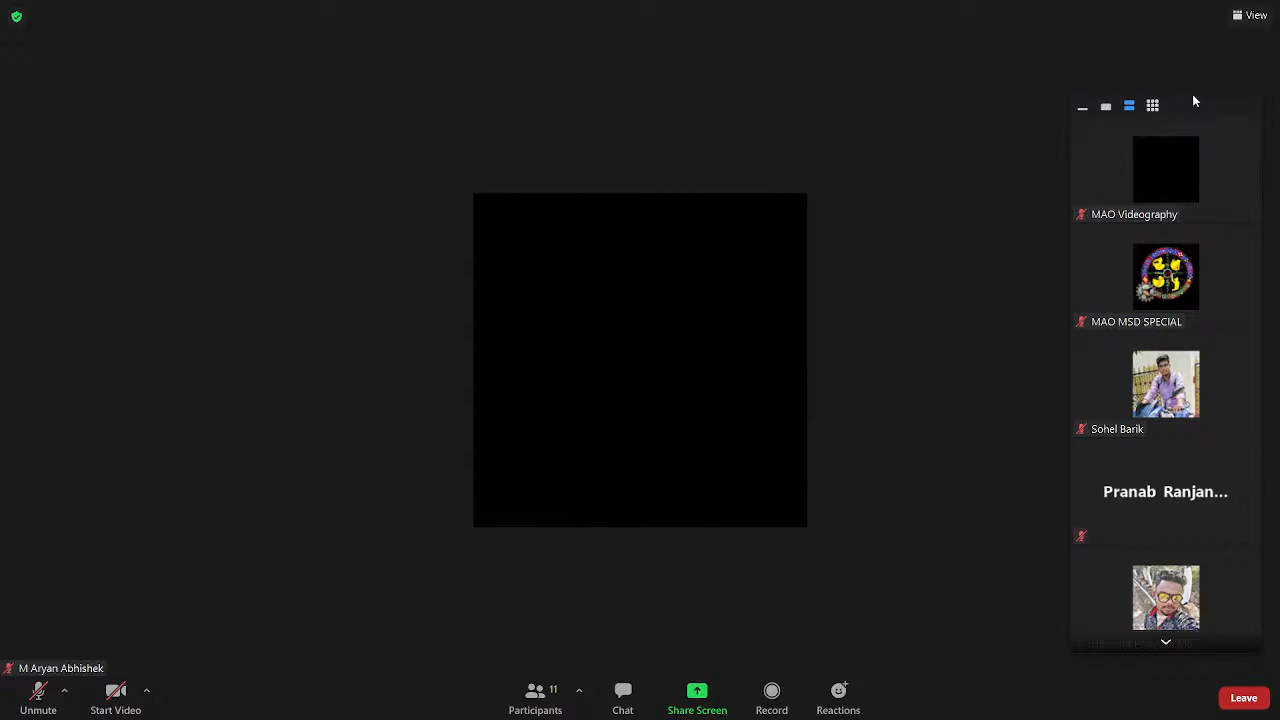 View
MAO Videography
MAO MSD SPECIAL
Sohel Barik
Pranab Ranjan...
M Aryan Abhishek
Unmute
Start Video
11
Participants
Chat
Share Screen
Record
Reactions
Leave